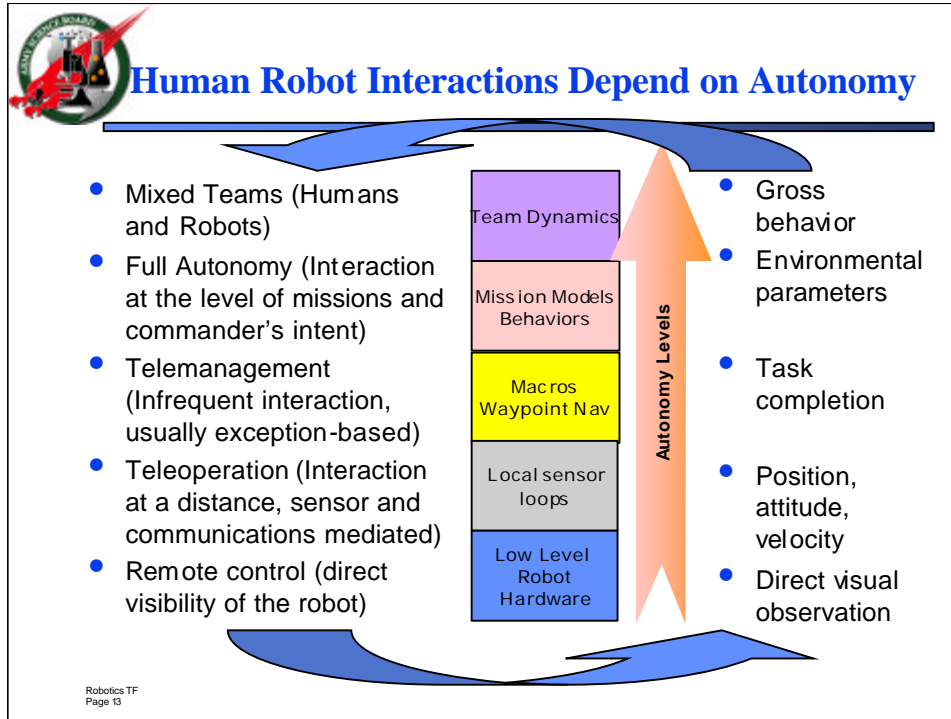 ARMY SCIENCE BOARD
Human Robot Interactions Depend on Autonomy
• Mixed Teams (Humans
and Robots)
• Full Autonomy (Interaction
at the level of missions and
commander's intent)
• Telemanagement
(Infrequent interaction,
usually exception-based)
• Teleoperation (Interaction
at a distance, sensor and
communications mediated)
• Remote control (direct
visibility of the robot)
Team Dynamics
Mission Models
Behaviors
Macros
Waypoint Nav
Local sensor
loops
Low Level
Robot
Hardware
Autonomy Levels
• Gross
behavior
• Environmental
parameters
• Task
completion
• Position,
attitude,
velocity
• Direct visual
observation
Robotics TF
Page 13